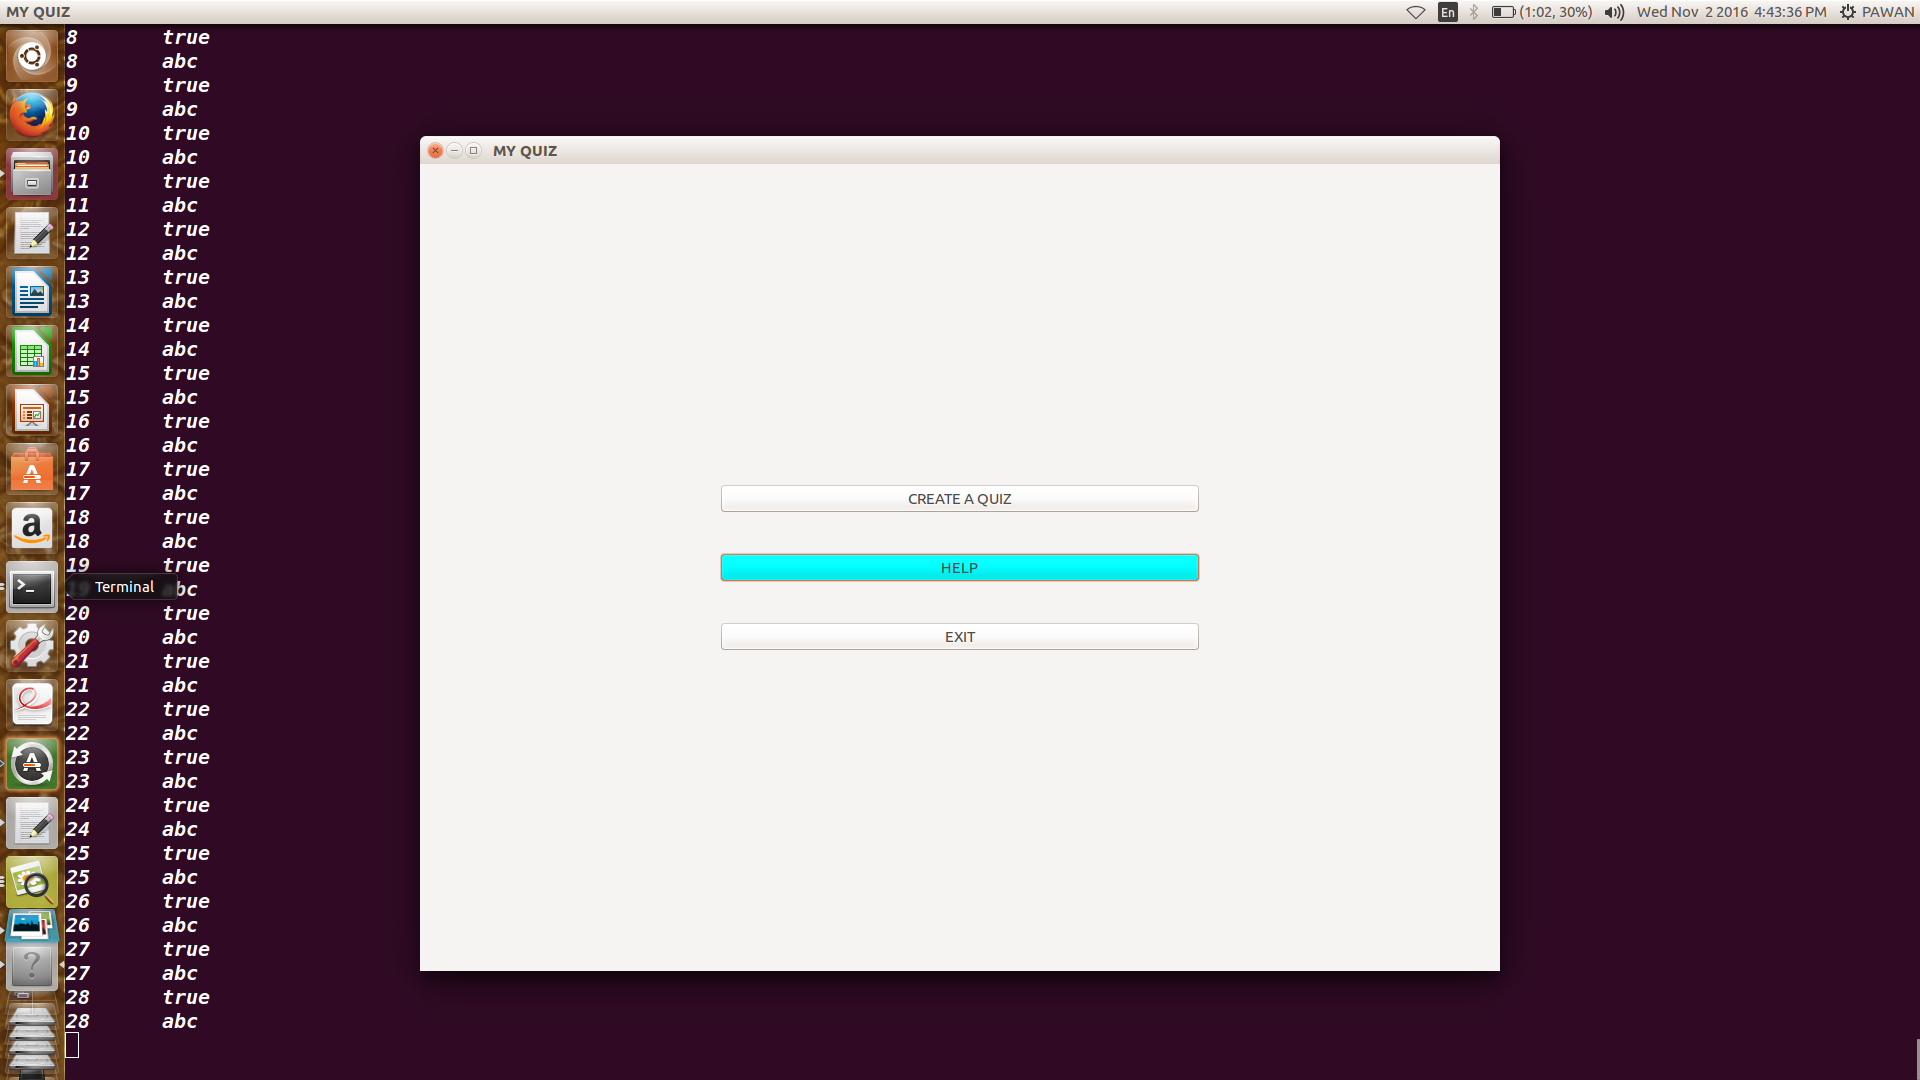 MY QUIZ
En
(1:02, 30%)
Wed Nov 2 2016 4:43:36 PM
PAWAN
8 true
8 abc
9 true
9 abc
10 true
10 abc
11 true
11 abc
12 true
12 abc
13 true
13 abc
14 true
14 abc
15 true
15 abc
16 true
16 abc
17 true
17 abc
18 true
18 abc
19 true
19 Terminal bc
20 true
20 abc
21 true
21 abc
22 true
22 abc
23 true
23 abc
24 true
24 abc
25 true
25 abc
26 true
26 abc
27 true
27 abc
28 true
28 abc
MY QUIZ
CREATE A QUIZ
HELP
EXIT